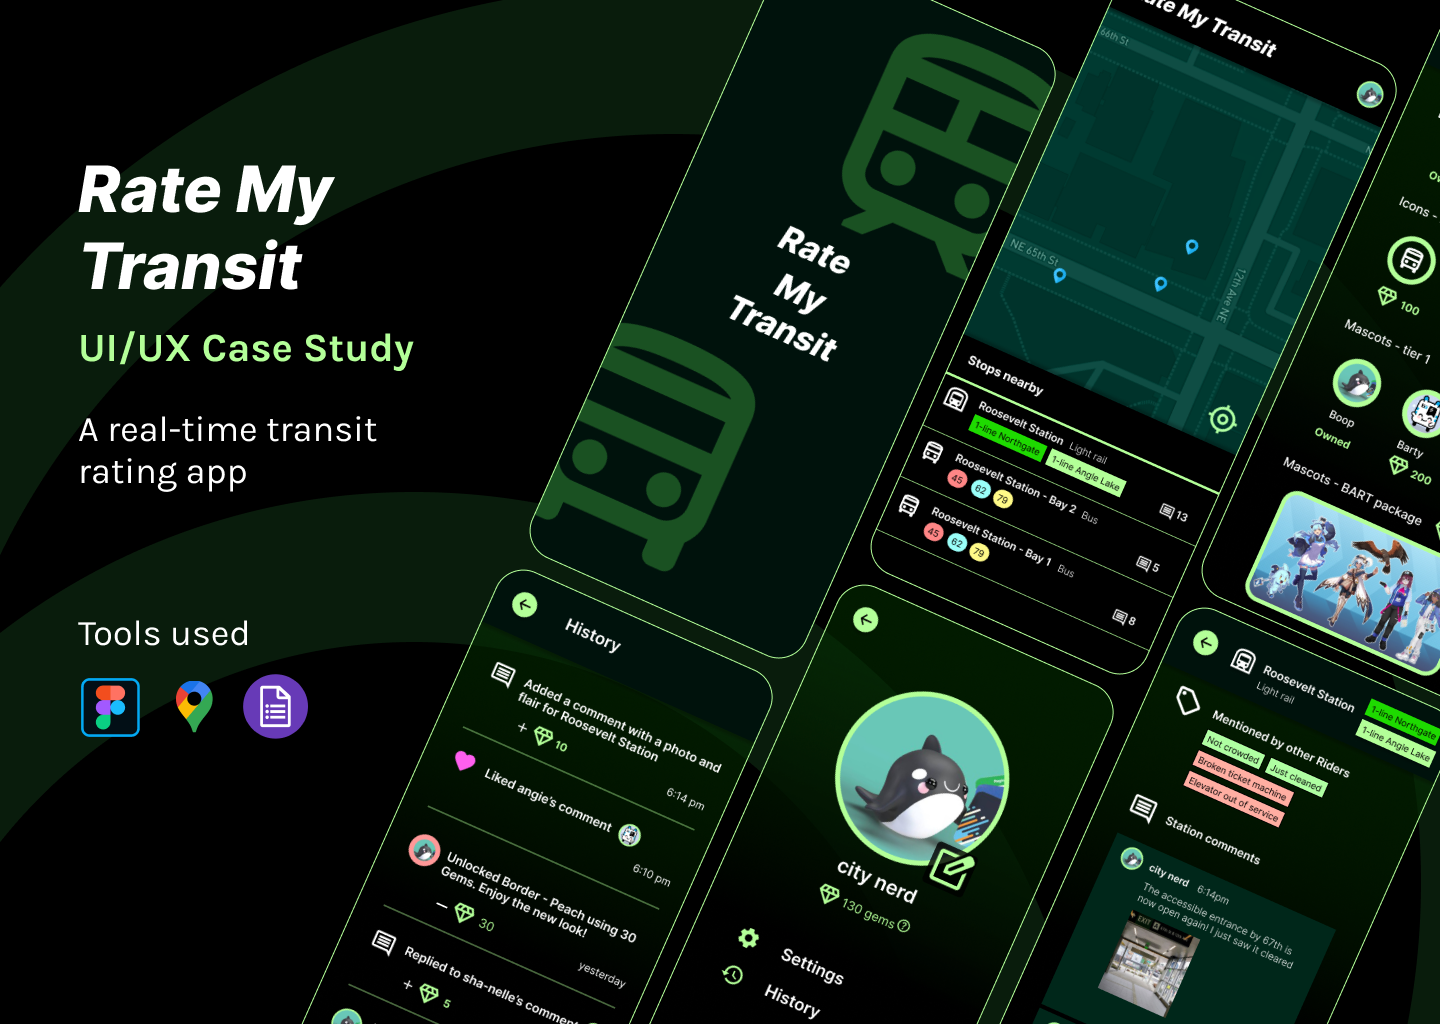 Rate My
Transit
UI/UX Case Study
A real-time transit
rating app
Tools used
Rate
My
Transit
Rate My Transit
66th St
NE 65th St
12th Ave NE
Stops nearby
Roosevelt Station Light rail
1-line Northgate 1-line Angle Lake
13
Roosevelt Station - Bay 2 Bus
45 62 79
5
Roosevelt Station - Bay 1 Bus
45 62 79
8
Icons -
100
Mascots - tier 1
Boop
Owned
Barty
200
Mascots - BART package
History
Added a comment with a photo and
flair for Roosevelt Station
+ 10
6:14 pm
Liked angie's comment
6:10 pm
Unlocked Border - Peach using 30
Gems. Enjoy the new look!
– 30
yesterday
Replied to sha-nelle's comment
+ 5
city nerd
130 gems ?
Settings
History
Roosevelt Station
Light rail
1-line Northgate
1-line Angle Lake
Mentioned by other Riders
Not crowded Just cleaned
Broken ticket machine
Elevator out of service
Station comments
city nerd 6:14pm
The accessible entrance by 67th is
now open again! I just saw it cleared
EXIT